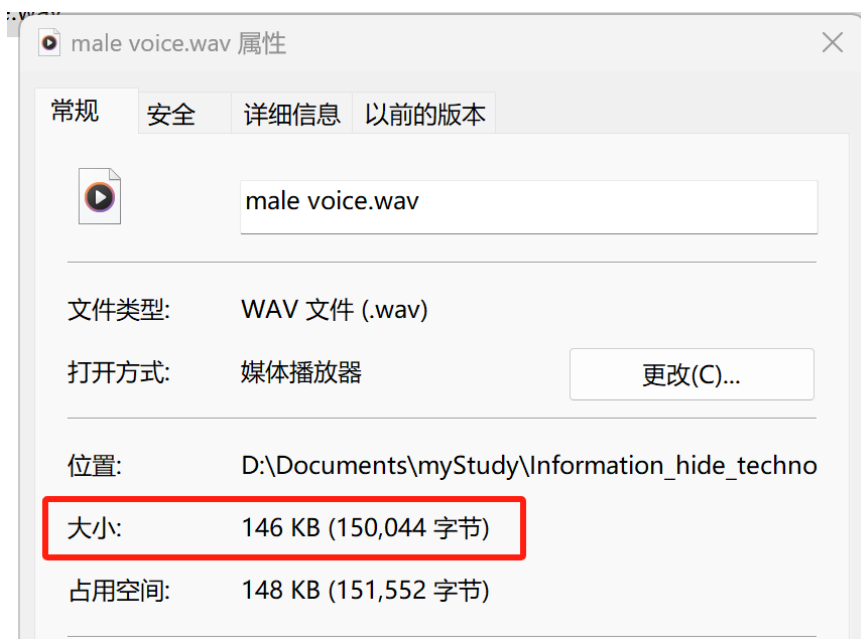 male voice.wav 属性
常规 安全 详细信息 以前的版本
male voice.wav
文件类型: WAV 文件 (.wav)
打开方式: 媒体播放器 更改(C)...
位置: D:\Documents\myStudy\Information_hide_techno
大小: 146 KB (150,044 字节)
占用空间: 148 KB (151,552 字节)